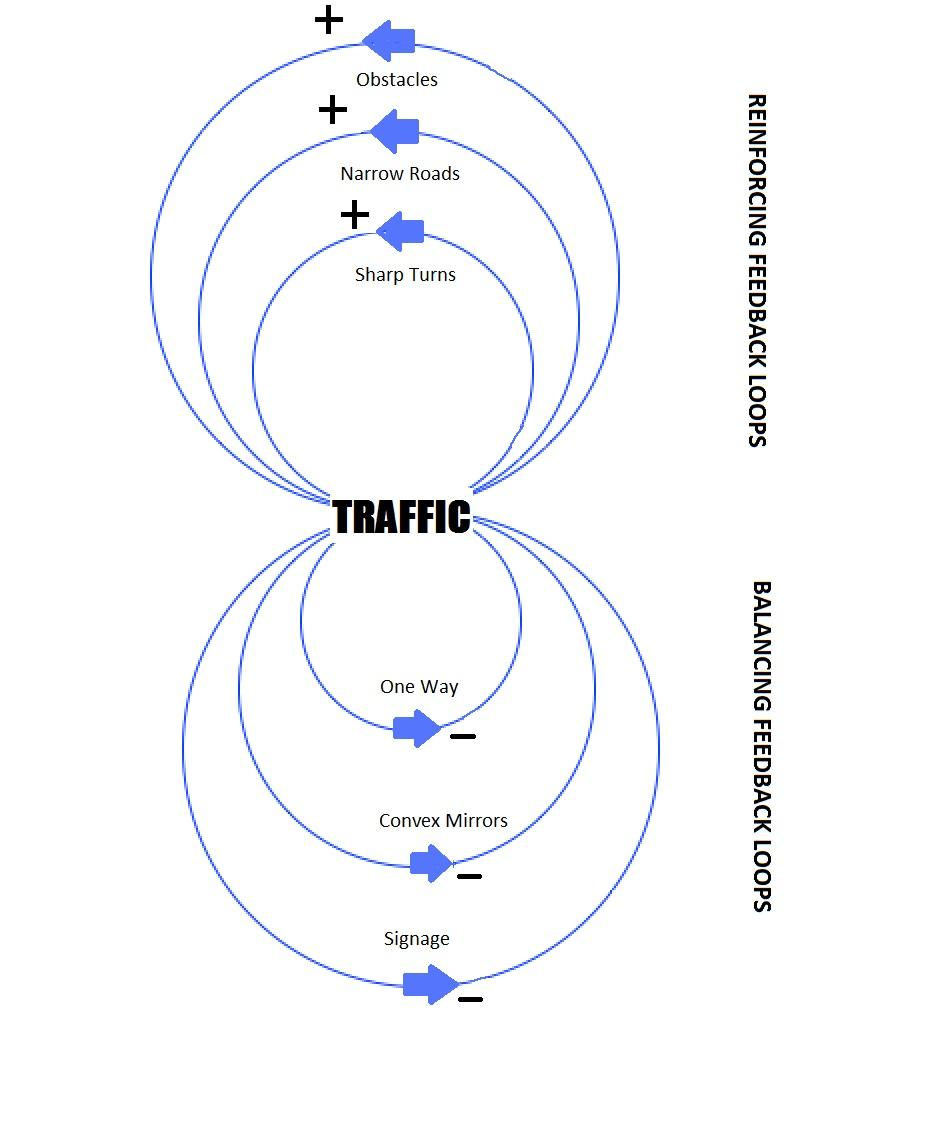 +
Obstacles
+
Narrow Roads
+
Sharp Turns
REINFORCING FEEDBACK LOOPS
TRAFFIC
One Way
−
Convex Mirrors
−
Signage
−
BALANCING FEEDBACK LOOPS